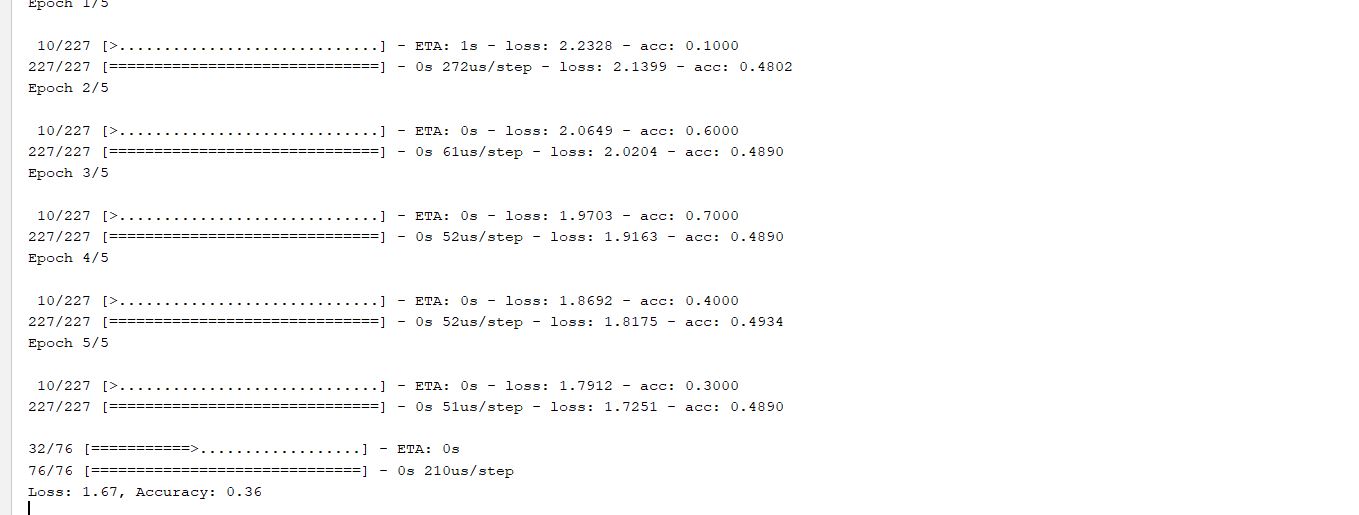 Epoch 1/5
10/227 [>.............................] - ETA: 1s - loss: 2.2328 - acc: 0.1000
227/227 [==============================] - 0s 272us/step - loss: 2.1399 - acc: 0.4802
Epoch 2/5
10/227 [>.............................] - ETA: 0s - loss: 2.0649 - acc: 0.6000
227/227 [==============================] - 0s 61us/step - loss: 2.0204 - acc: 0.4890
Epoch 3/5
10/227 [>.............................] - ETA: 0s - loss: 1.9703 - acc: 0.7000
227/227 [==============================] - 0s 52us/step - loss: 1.9163 - acc: 0.4890
Epoch 4/5
10/227 [>.............................] - ETA: 0s - loss: 1.8692 - acc: 0.4000
227/227 [==============================] - 0s 52us/step - loss: 1.8175 - acc: 0.4934
Epoch 5/5
10/227 [>.............................] - ETA: 0s - loss: 1.7912 - acc: 0.3000
227/227 [==============================] - 0s 51us/step - loss: 1.7251 - acc: 0.4890
32/76 [===========>..................] - ETA: 0s
76/76 [==============================] - 0s 210us/step
Loss: 1.67, Accuracy: 0.36